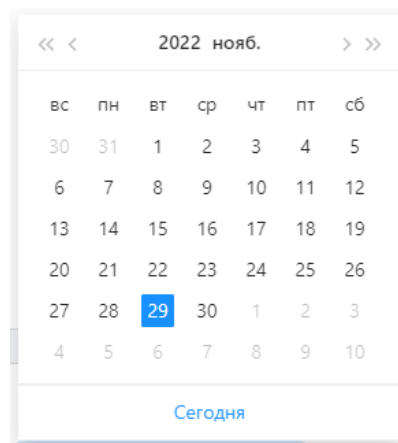 2022 нояб.
вс пн вт ср чт пт сб
30 31 1 2 3 4 5
6 7 8 9 10 11 12
13 14 15 16 17 18 19
20 21 22 23 24 25 26
27 28 29 30 1 2 3
4 5 6 7 8 9 10
Сегодня